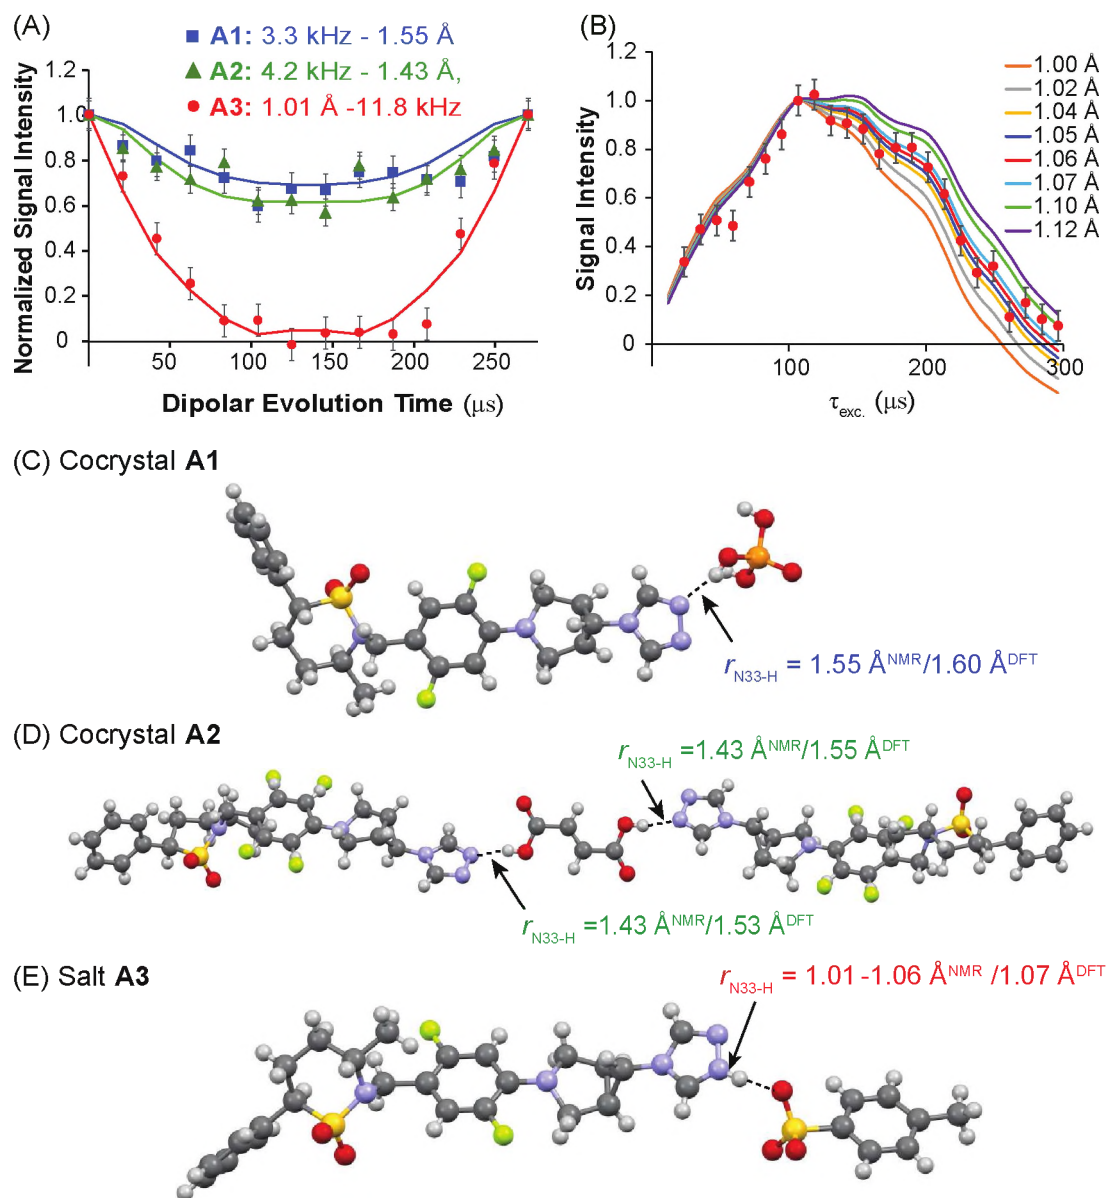 (A)
A1: 3.3 kHz - 1.55 Å
A2: 4.2 kHz - 1.43 Å,
A3: 1.01 Å -11.8 kHz
Normalized Signal Intensity
1.2
1.0
0.8
0.6
0.4
0.2
0
50
100
150
200
250
Dipolar Evolution Time (μs)
(B)
Signal Intensity
1.2
1.0
0.8
0.6
0.4
0.2
0
100
200
300
τexc. (μs)
1.00 Å
1.02 Å
1.04 Å
1.05 Å
1.06 Å
1.07 Å
1.10 Å
1.12 Å
(C) Cocrystal A1
rN33-H = 1.55 ÅNMR/1.60 ÅDFT
(D) Cocrystal A2
rN33-H =1.43 ÅNMR/1.55 ÅDFT
rN33-H =1.43 ÅNMR/1.53 ÅDFT
(E) Salt A3
rN33-H = 1.01 -1.06 ÅNMR /1.07 ÅDFT